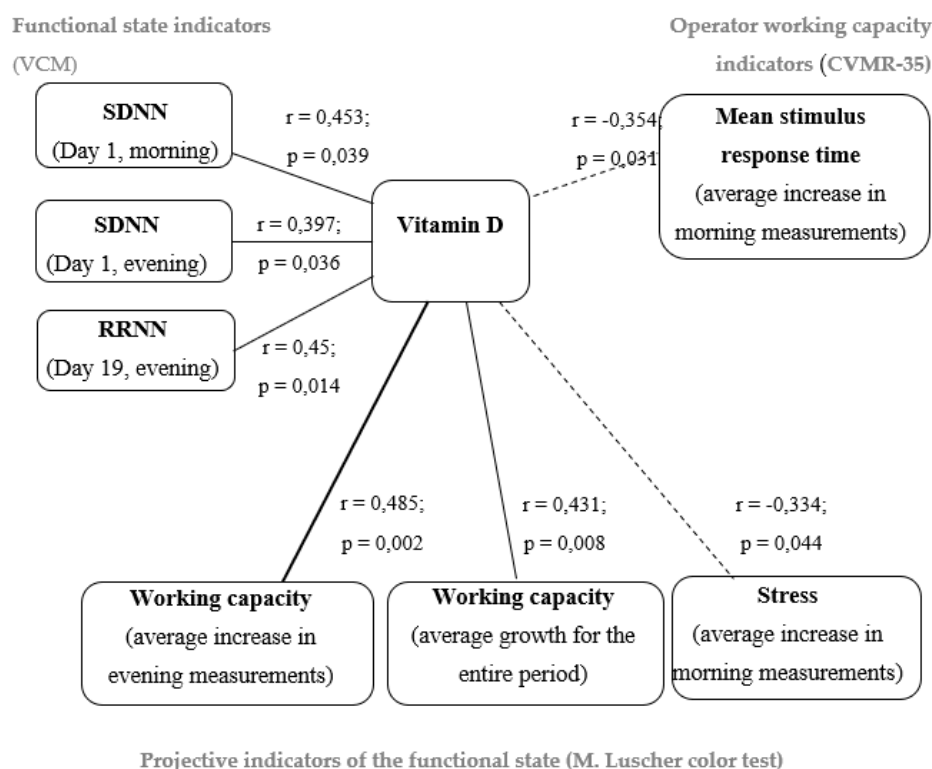 Functional state indicators
(VCM)
Operator working capacity
indicators (CVMR-35)
SDNN
(Day 1, morning)
r = 0,453;
p = 0,039
r = -0,354;
p = 0,031
Mean stimulus
response time
(average increase in
morning measurements)
SDNN
(Day 1, evening)
r = 0,397;
p = 0,036
Vitamin D
RRNN
(Day 19, evening)
r = 0,45;
p = 0,014
r = 0,485;
p = 0,002
r = 0,431;
p = 0,008
r = -0,334;
p = 0,044
Working capacity
(average increase in
evening measurements)
Working capacity
(average growth for the
entire period)
Stress
(average increase in
morning measurements)
Projective indicators of the functional state (M. Luscher color test)